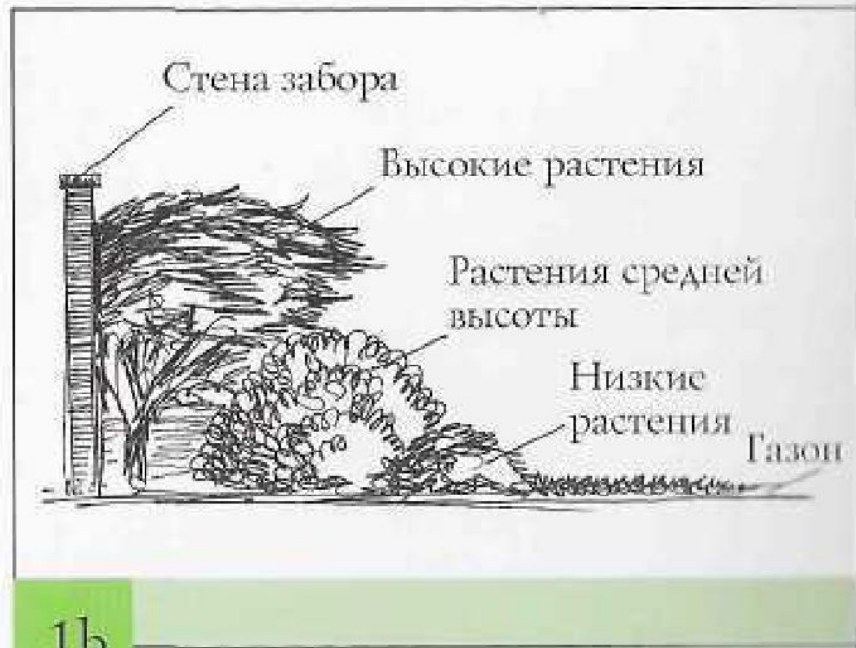 Стена забора
Высокие растения
Растения средней
высоты
Низкие
растения
Газон
1b